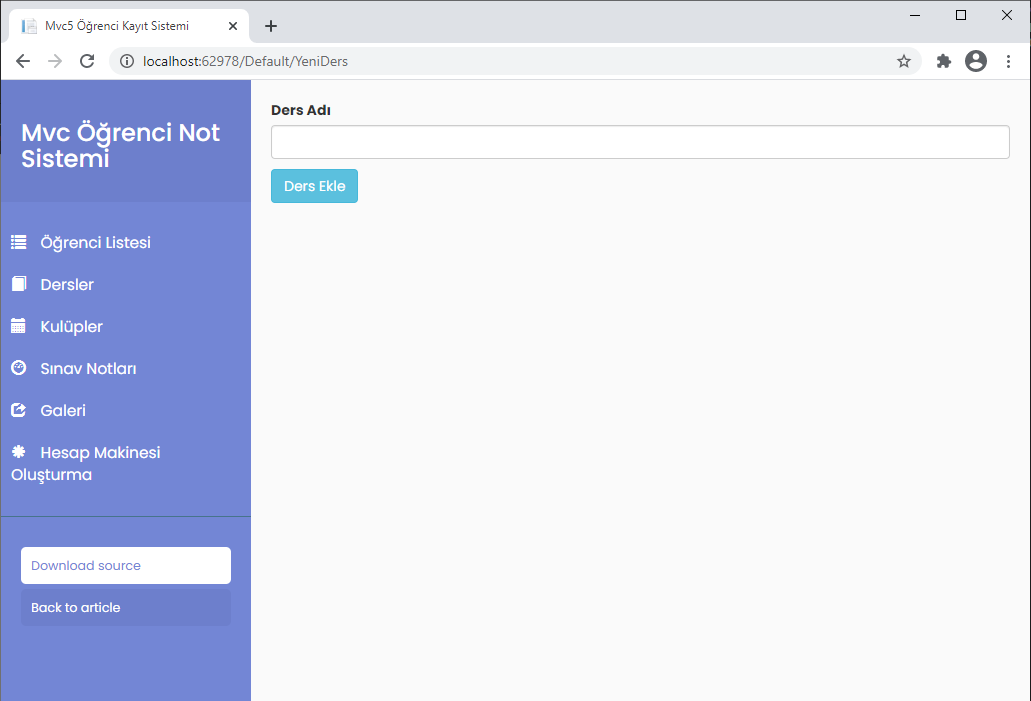 Mvc5 Öğrenci Kayıt Sistemi
localhost:62978/Default/YeniDers
Mvc Öğrenci Not
Sistemi
Öğrenci Listesi
Dersler
Kulüpler
Sınav Notları
Galeri
Hesap Makinesi
Oluşturma
Download source
Back to article
Ders Adı
Ders Ekle